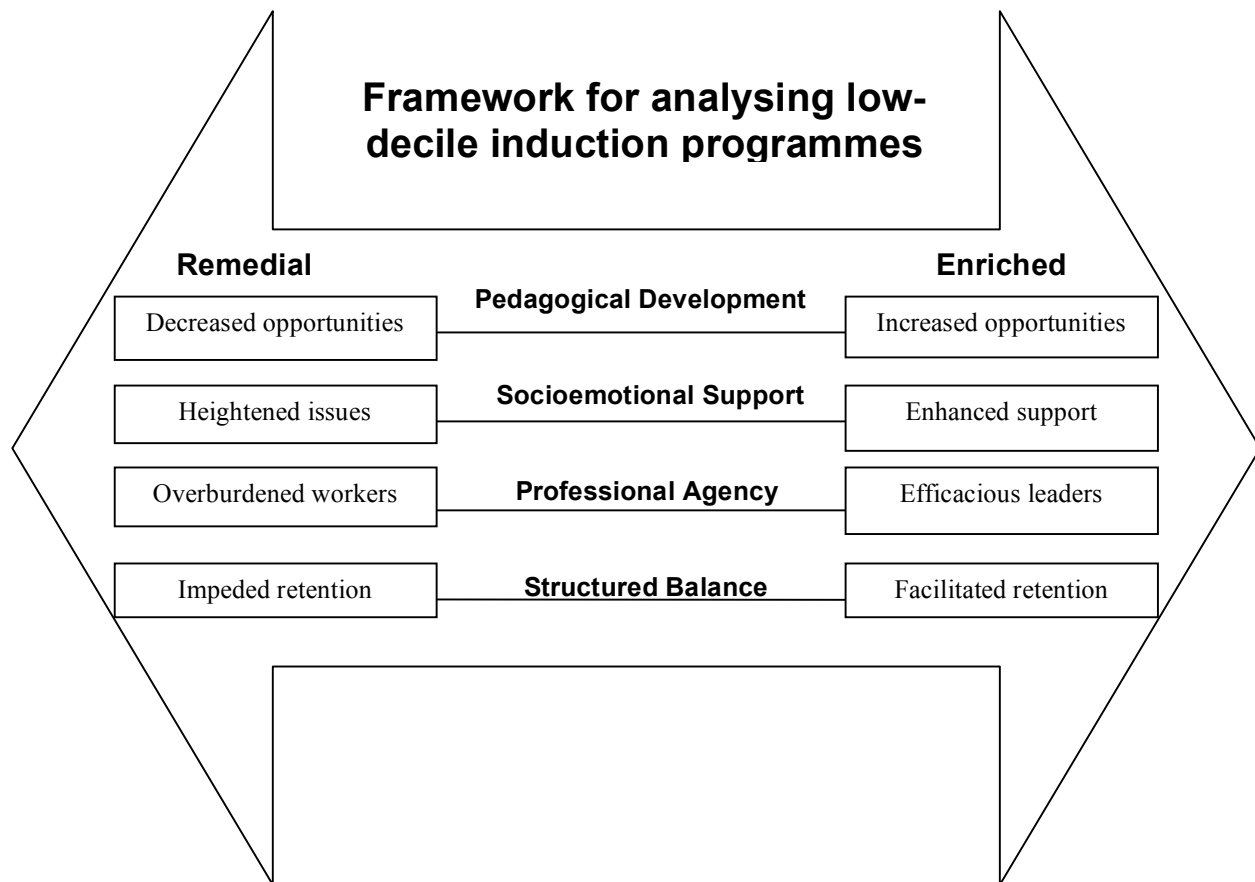 Framework for analysing low-
decile induction programmes
Remedial
Enriched
Pedagogical Development
Decreased opportunities
Increased opportunities
Socioemotional Support
Heightened issues
Enhanced support
Professional Agency
Overburdened workers
Efficacious leaders
Structured Balance
Impeded retention
Facilitated retention